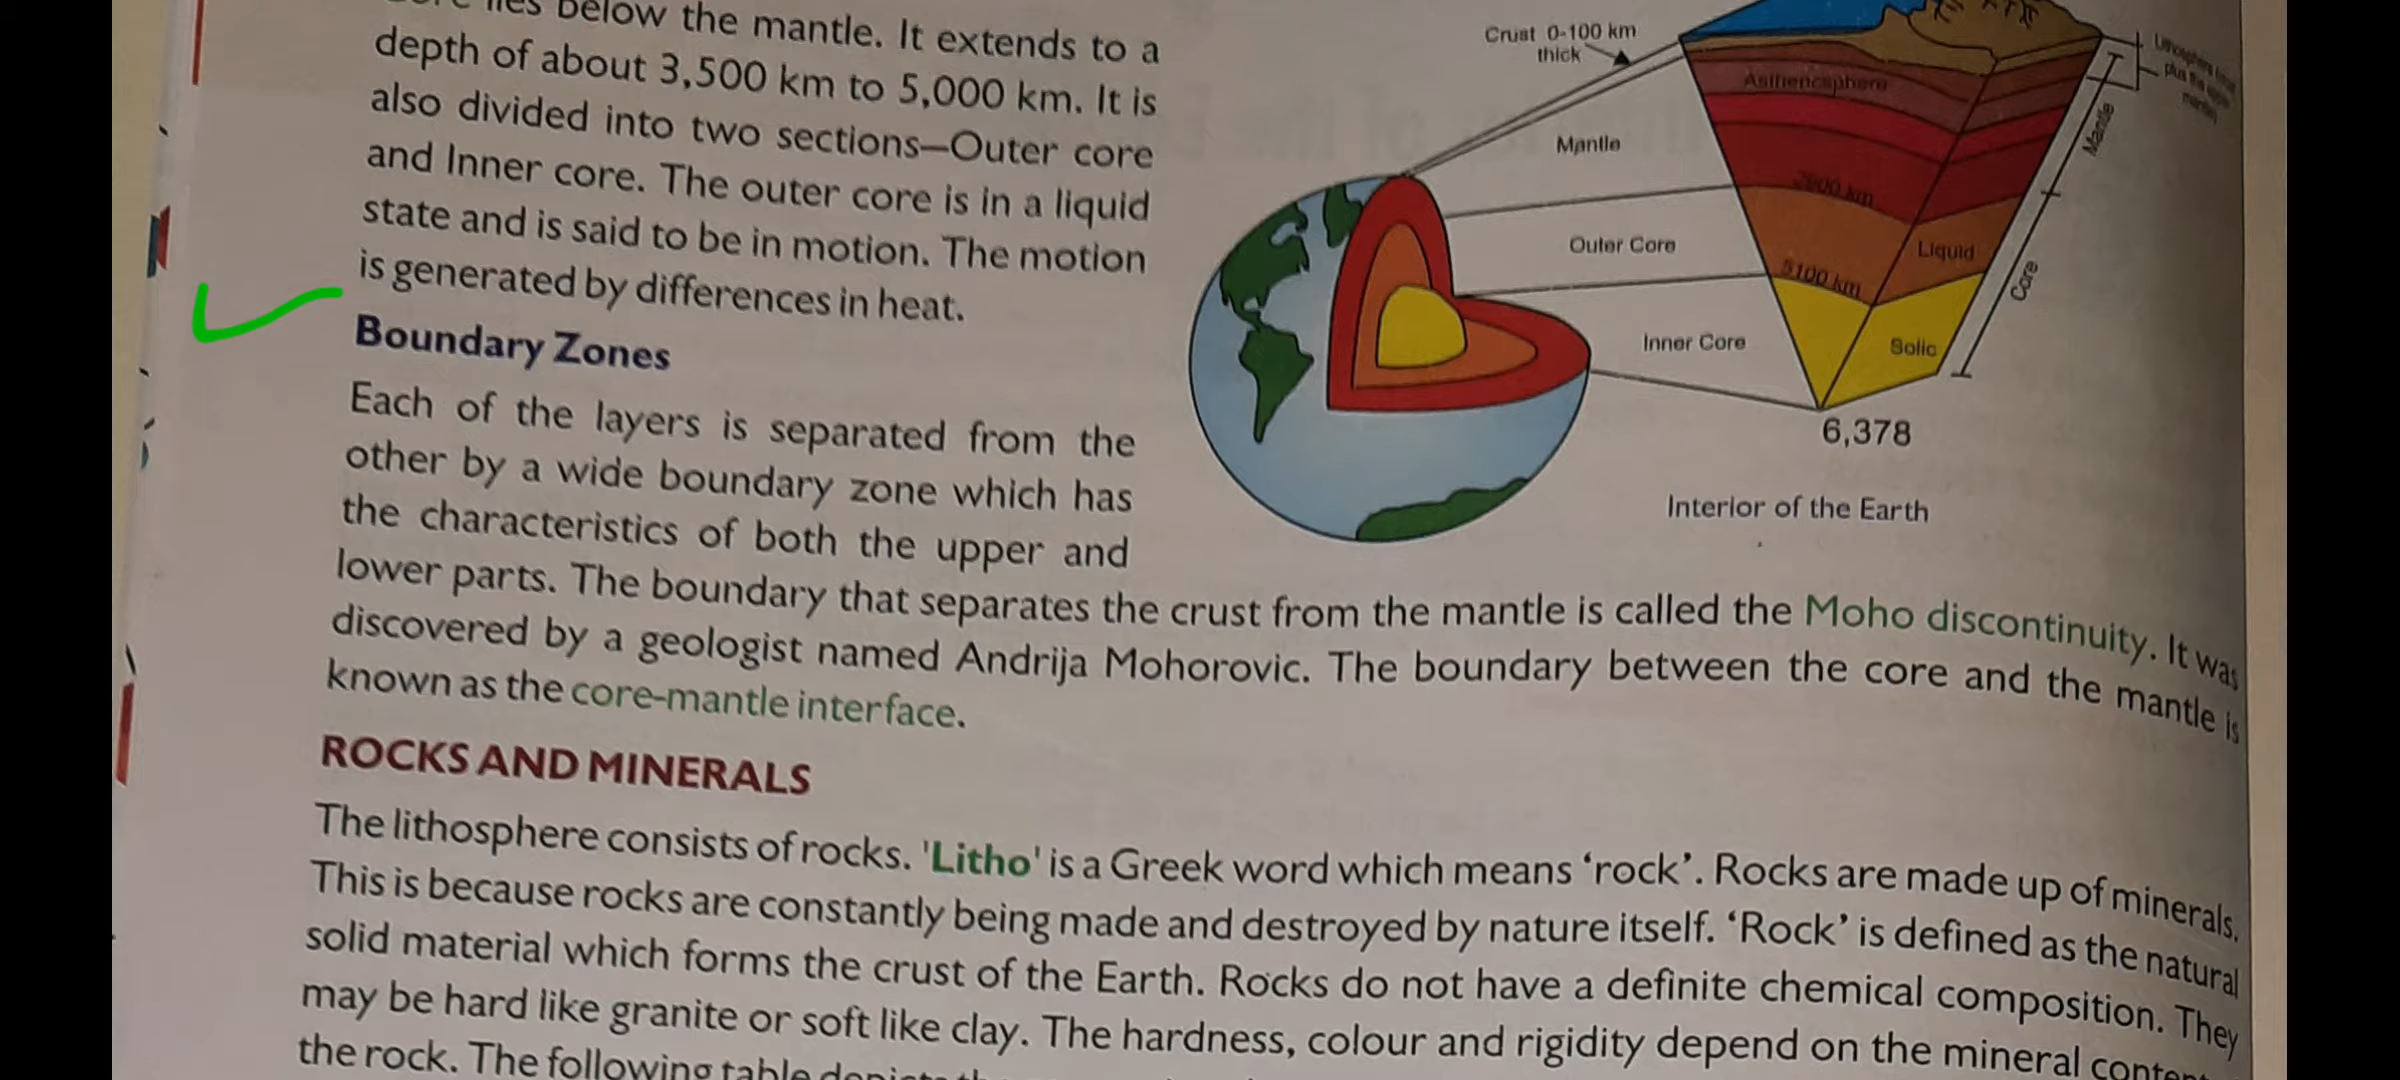 lies below the mantle. It extends to a
depth of about 3,500 km to 5,000 km. It is
also divided into two sections—Outer core
and Inner core. The outer core is in a liquid
state and is said to be in motion. The motion
is generated by differences in heat.
Boundary Zones
Each of the layers is separated from the
other by a wide boundary zone which has
the characteristics of both the upper and
lower parts. The boundary that separates the crust from the mantle is called the Moho discontinuity. It was
discovered by a geologist named Andrija Mohorovic. The boundary between the core and the mantle is
known as the core-mantle interface.
Crust 0-100 km
thick
Asthenosphere
Lithosphere
plus the upper
mantle)
Mantle
Mantle
2900 km
Outer Core
Liquid
5100 km
Core
Inner Core
Solid
6,378
Interior of the Earth
ROCKS AND MINERALS
The lithosphere consists of rocks. 'Litho' is a Greek word which means ‘rock’. Rocks are made up of minerals.
This is because rocks are constantly being made and destroyed by nature itself. ‘Rock’ is defined as the natural
solid material which forms the crust of the Earth. Rocks do not have a definite chemical composition. They
may be hard like granite or soft like clay. The hardness, colour and rigidity depend on the mineral content
the rock. The following table depicts